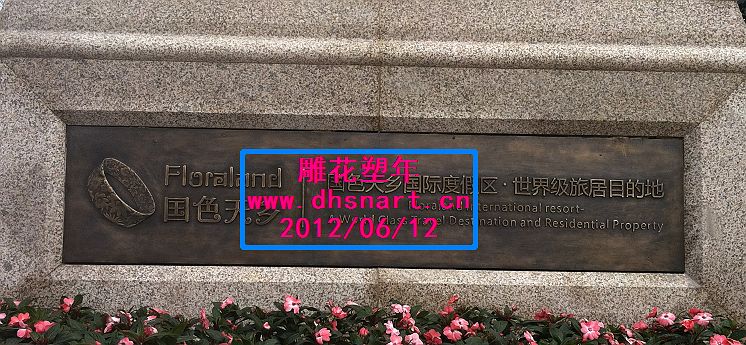 Floraland
国色天乡
国色天乡国际度假区·世界级旅居目的地
Floraland International resort-
A World Class Travel Destination and Residential Property
雕花塑年
www.dhsnart.cn
2012/06/12